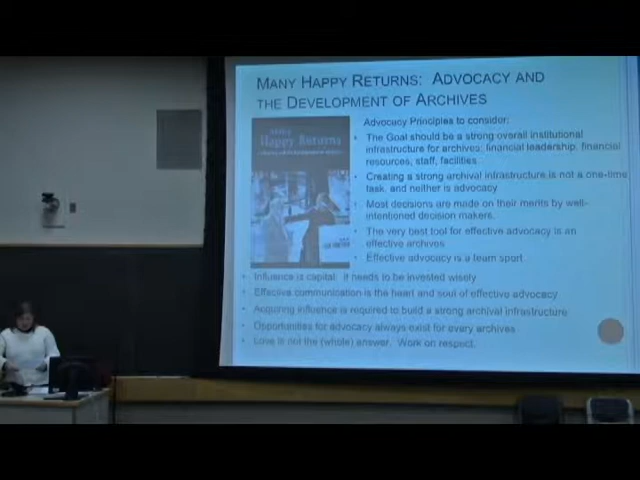 MANY HAPPY RETURNS: ADVOCACY AND
THE DEVELOPMENT OF ARCHIVES
Many
Happy Returns
Advocacy Principles to consider:
• The Goal should be a strong overall institutional
infrastructure for archives: financial leadership, financial
resources, staff, facilities
• Creating a strong archival infrastructure is not a one-time
task, and neither is advocacy
• Most decisions are made on their merits by well-
intentioned decision makers.
• The very best tool for effective advocacy is an
effective archives
• Effective advocacy is a team sport
• Influence is capital: it needs to be invested wisely
• Effective communication is the heart and soul of effective advocacy
• Acquiring influence is required to build a strong archival infrastructure
• Opportunities for advocacy always exist for every archives
• Love is not the (whole) answer. Work on respect.